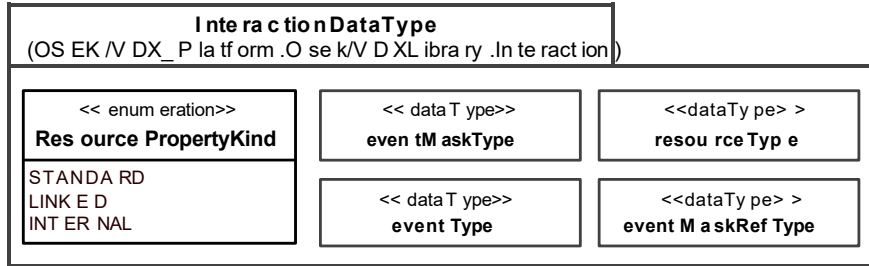 InteractionDataType
(OSEK/VDX_Platform.Osek/VDXLibrary.Interaction)
<<enumeration>>
ResourcePropertyKind
STANDARD
LINKED
INTERNAL
<<dataType>>
eventMaskType
<<dataType>>
resourceType
<<dataType>>
eventType
<<dataType>>
eventMaskRefType